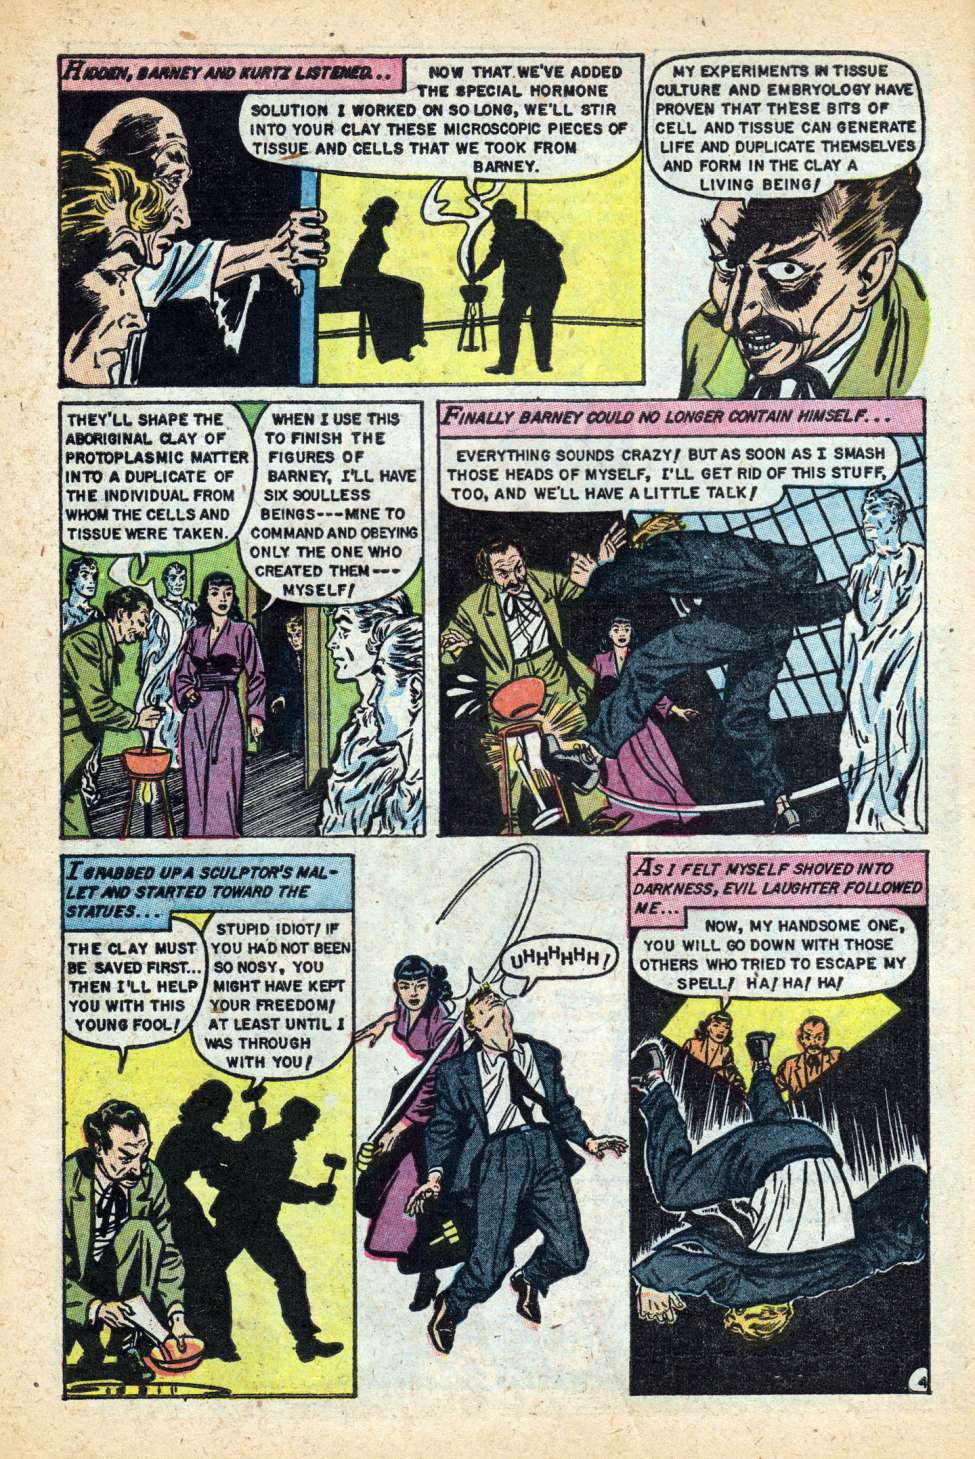 HIDDEN, BARNEY AND KURTZ LISTENED...
NOW THAT WE'VE ADDED
THE SPECIAL HORMONE
SOLUTION I WORKED ON SO LONG, WE'LL STIR
INTO YOUR CLAY THESE MICROSCOPIC PIECES OF
TISSUE AND CELLS THAT WE TOOK FROM
BARNEY.
MY EXPERIMENTS IN TISSUE
CULTURE AND EMBRYOLOGY HAVE
PROVEN THAT THESE BITS OF
CELL AND TISSUE CAN GENERATE
LIFE AND DUPLICATE THEMSELVES
AND FORM IN THE CLAY A
LIVING BEING!
THEY'LL SHAPE THE
ABORIGINAL CLAY OF
PROTOPLASMIC MATTER
INTO A DUPLICATE OF
THE INDIVIDUAL FROM
WHOM THE CELLS AND
TISSUE WERE TAKEN.
WHEN I USE THIS
TO FINISH THE
FIGURES OF
BARNEY, I'LL HAVE
SIX SOULLESS
BEINGS---MINE TO
COMMAND AND OBEYING
ONLY THE ONE WHO
CREATED THEM---
MYSELF!
FINALLY BARNEY COULD NO LONGER CONTAIN HIMSELF...
EVERYTHING SOUNDS CRAZY! BUT AS SOON AS I SMASH
THOSE HEADS OF MYSELF, I'LL GET RID OF THIS STUFF,
TOO, AND WE'LL HAVE A LITTLE TALK!
I GRABBED UP A SCULPTOR'S MAL-
LET AND STARTED TOWARD THE
STATUES...
THE CLAY MUST
BE SAVED FIRST...
THEN I'LL HELP
YOU WITH THIS
YOUNG FOOL!
STUPID IDIOT! IF
YOU HAD NOT BEEN
SO NOSY, YOU
MIGHT HAVE KEPT
YOUR FREEDOM!
AT LEAST UNTIL I
WAS THROUGH
WITH YOU!
UHHHHHH!
AS I FELT MYSELF SHOVED INTO
DARKNESS, EVIL LAUGHTER FOLLOWED
ME...
NOW, MY HANDSOME ONE,
YOU WILL GO DOWN WITH THOSE
OTHERS WHO TRIED TO ESCAPE MY
SPELL! HA! HA! HA!
4